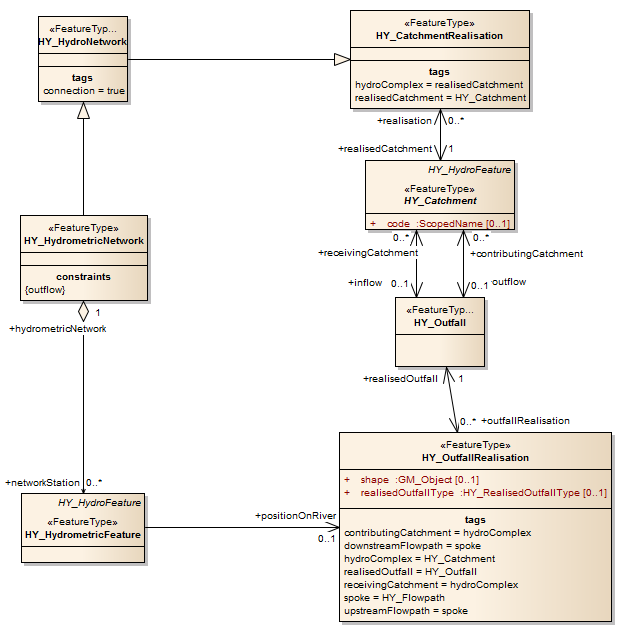 «FeatureTyp...
HY_HydroNetwork
tags
connection = true
«FeatureType»
HY_CatchmentRealisation
tags
hydroComplex = realisedCatchment
realisedCatchment = HY_Catchment
+realisation
0..*
+realisedCatchment
1
HY_HydroFeature
«FeatureType»
HY_Catchment
+ code :ScopedName [0..1]
«FeatureType»
HY_HydrometricNetwork
constraints
{outflow}
0..*
+receivingCatchment
0..*
+contributingCatchment
+inflow
0..1
0..1
outflow
1
+hydrometricNetwork
«FeatureTyp...
HY_Outfall
+realisedOutfall
1
0..*
+outfallRealisation
«FeatureType»
HY_OutfallRealisation
+ shape :GM_Object [0..1]
+ realisedOutfallType :HY_RealisedOutfallType [0..1]
tags
contributingCatchment = hydroComplex
downstreamFlowpath = spoke
hydroComplex = HY_Catchment
realisedOutfall = HY_Outfall
receivingCatchment = hydroComplex
spoke = HY_Flowpath
upstreamFlowpath = spoke
+networkStation
0..*
HY_HydroFeature
«FeatureType»
HY_HydrometricFeature
+positionOnRiver
0..1